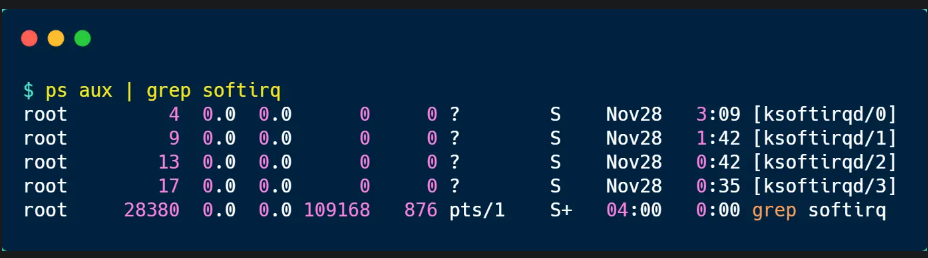 $ ps aux | grep softirq
root         4  0.0  0.0      0     0 ?        S    Nov28   3:09 [ksoftirqd/0]
root         9  0.0  0.0      0     0 ?        S    Nov28   1:42 [ksoftirqd/1]
root        13  0.0  0.0      0     0 ?        S    Nov28   0:42 [ksoftirqd/2]
root        17  0.0  0.0      0     0 ?        S    Nov28   0:35 [ksoftirqd/3]
root     28380  0.0  0.0 109168   876 pts/1    S+   04:00   0:00 grep softirq